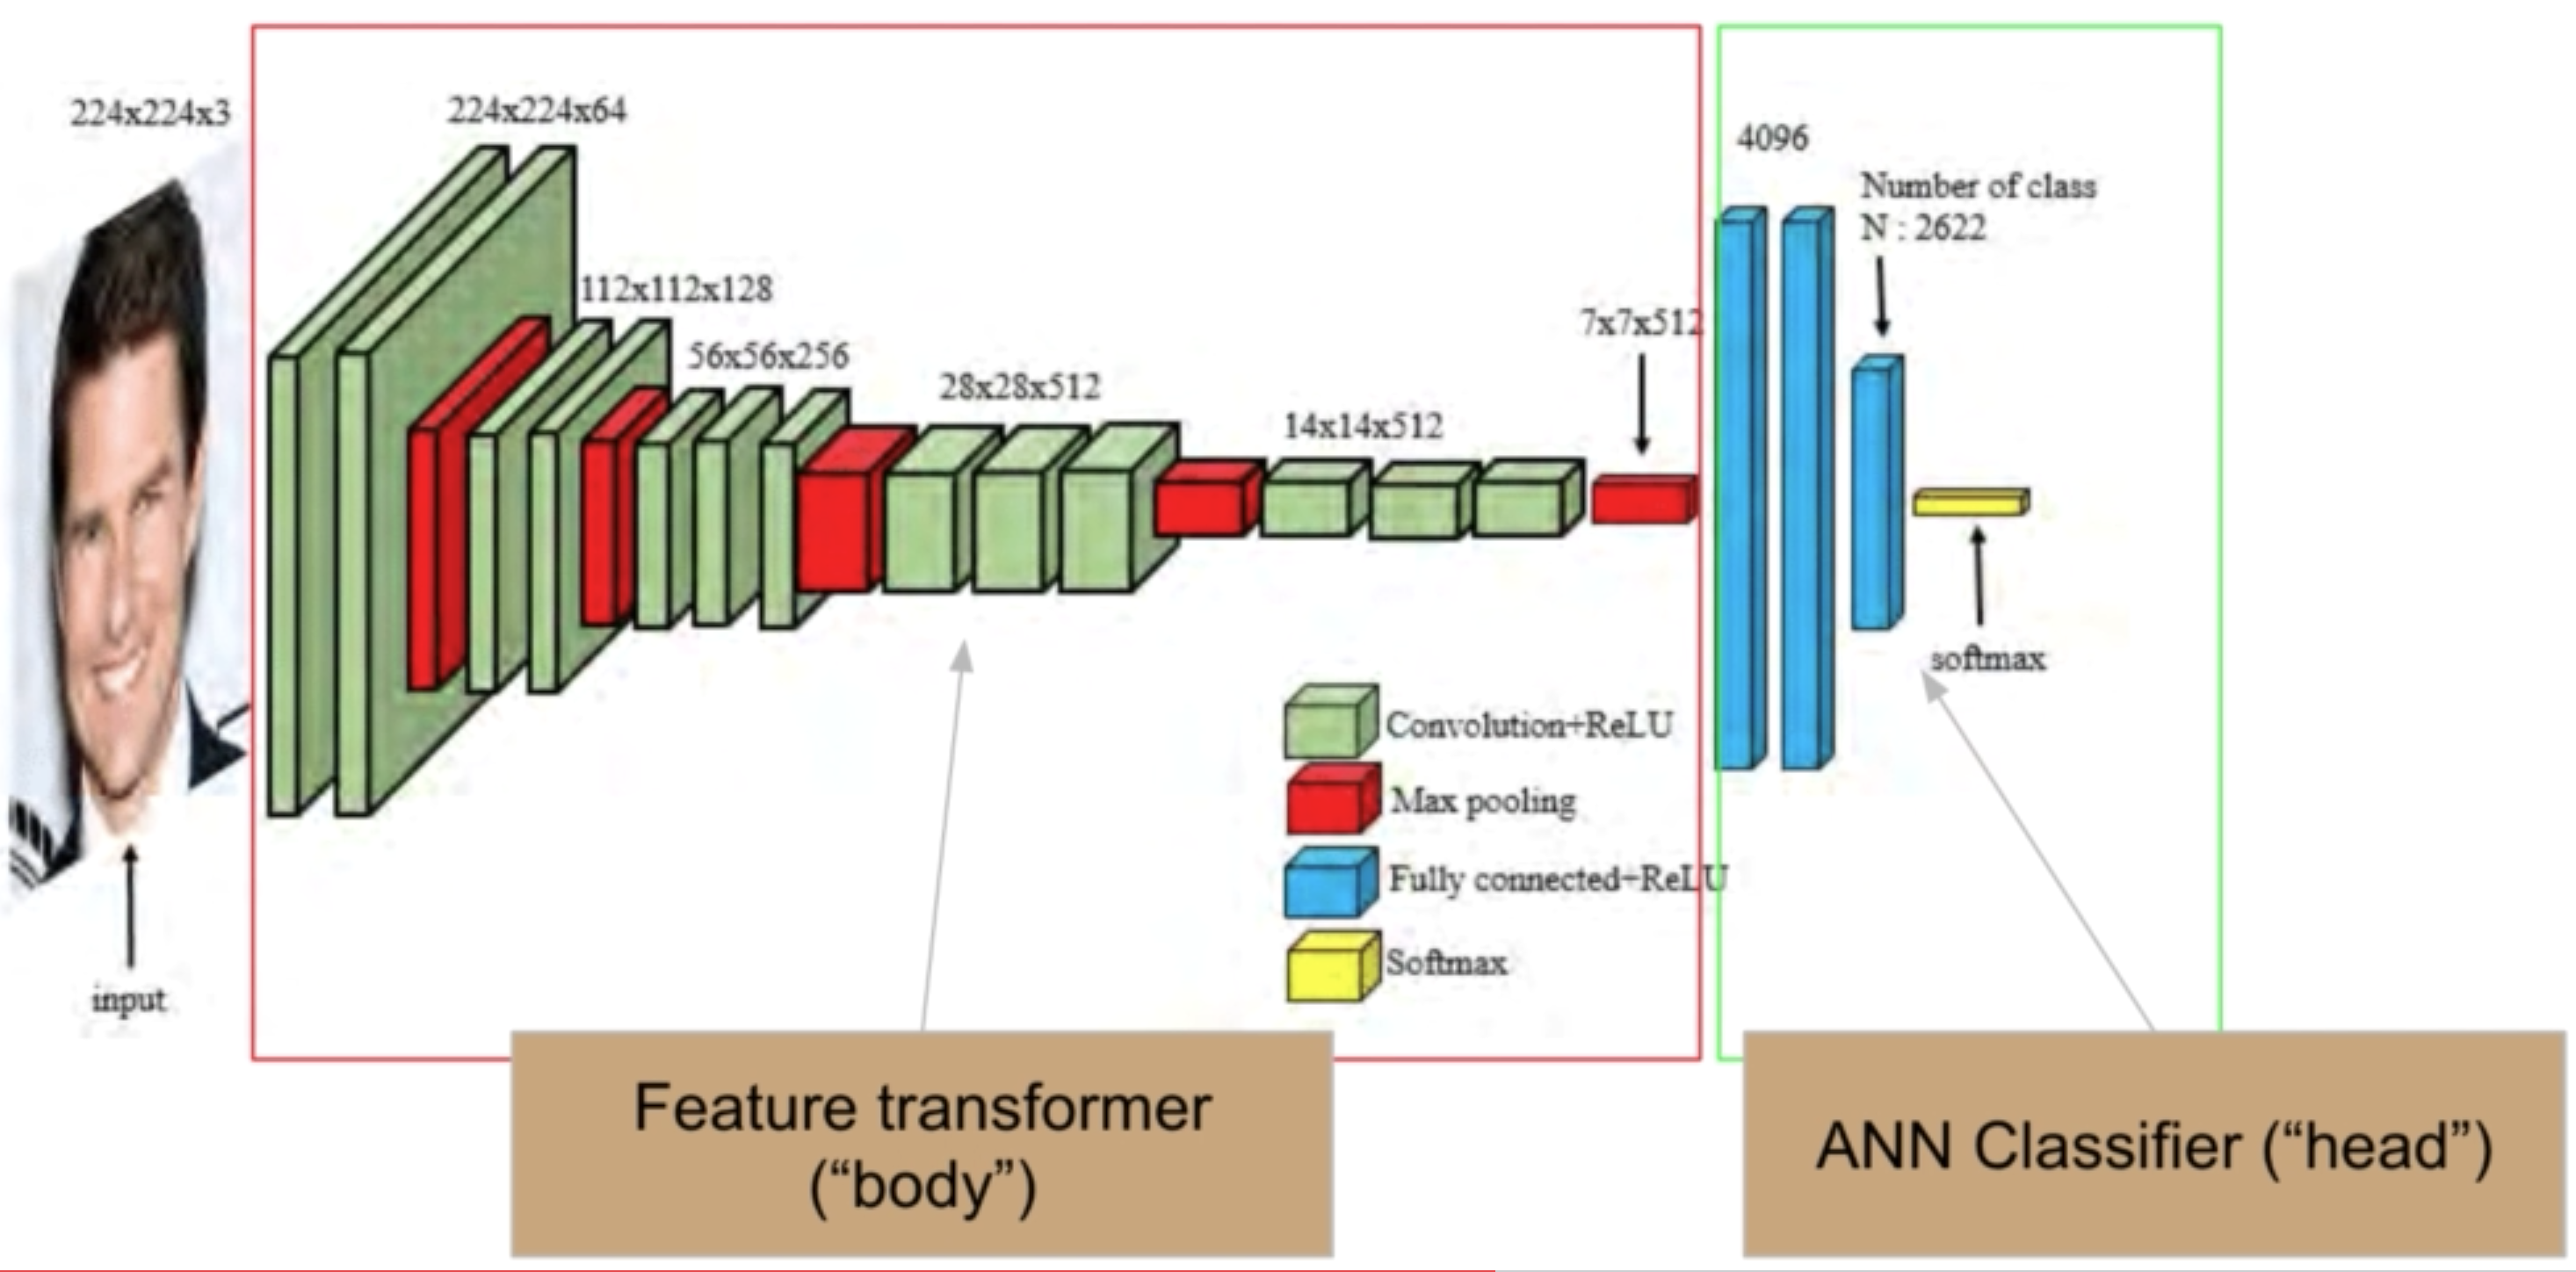 224x224x3
224x224x64
112x112x128
56x56x256
28x28x512
14x14x512
7x7x512
4096
Number of class
N : 2622
softmax
input
Convolution+ReLU
Max pooling
Fully connected+ReLU
Softmax
Feature transformer
(“body”)
ANN Classifier (“head”)